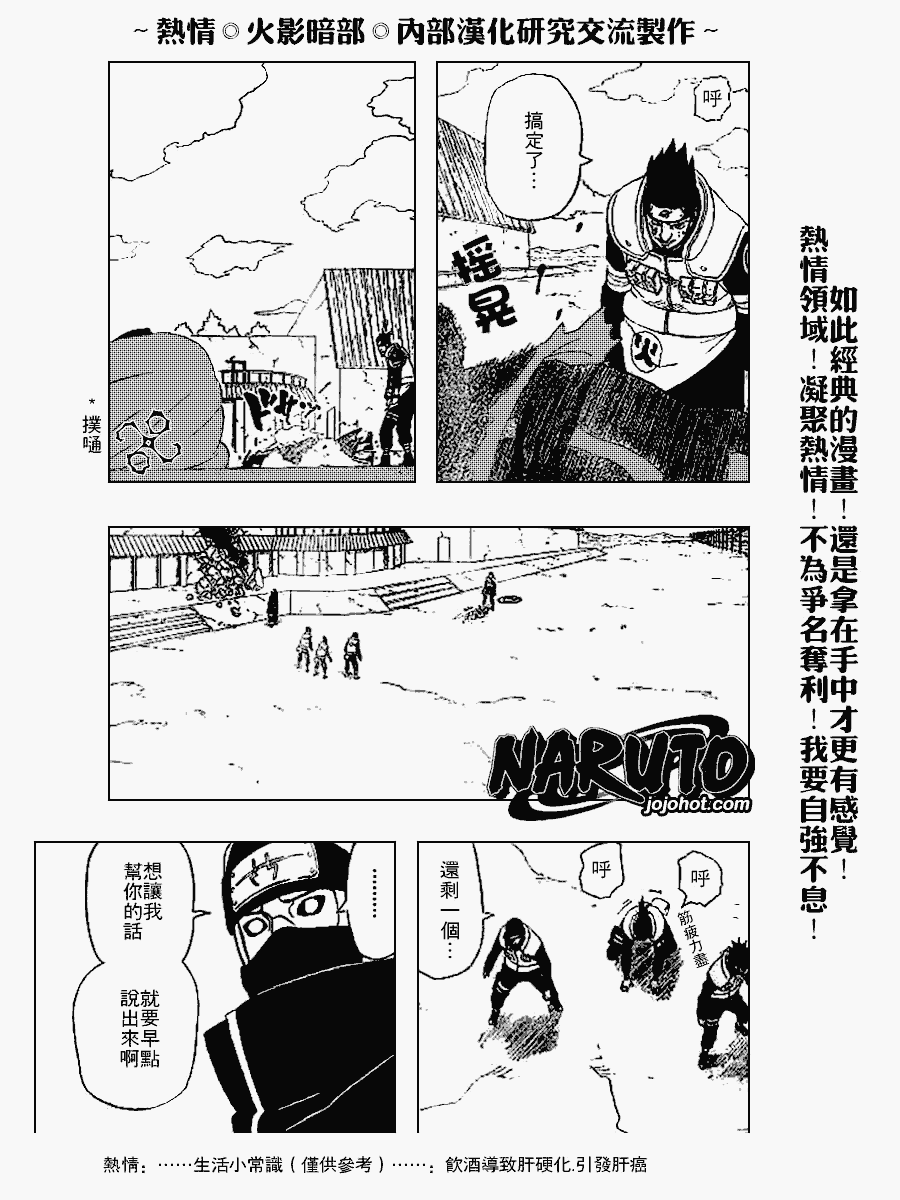 ~熱情◎火影暗部◎內部漢化研究交流製作~
呼
搞定了…
搖晃
火
*撲嗵
如此經典的漫畫！還是拿在手中才更有感覺！
熱情領域！凝聚熱情！不為爭名奪利！我要自強不息！
NARUTO
jojohot.com
呼
呼
筋疲力盡
還剩一個…
………
想讓我
幫你的話
就要早點
說出來啊
熱情：……生活小常識（僅供參考）……：飲酒導致肝硬化.引發肝癌